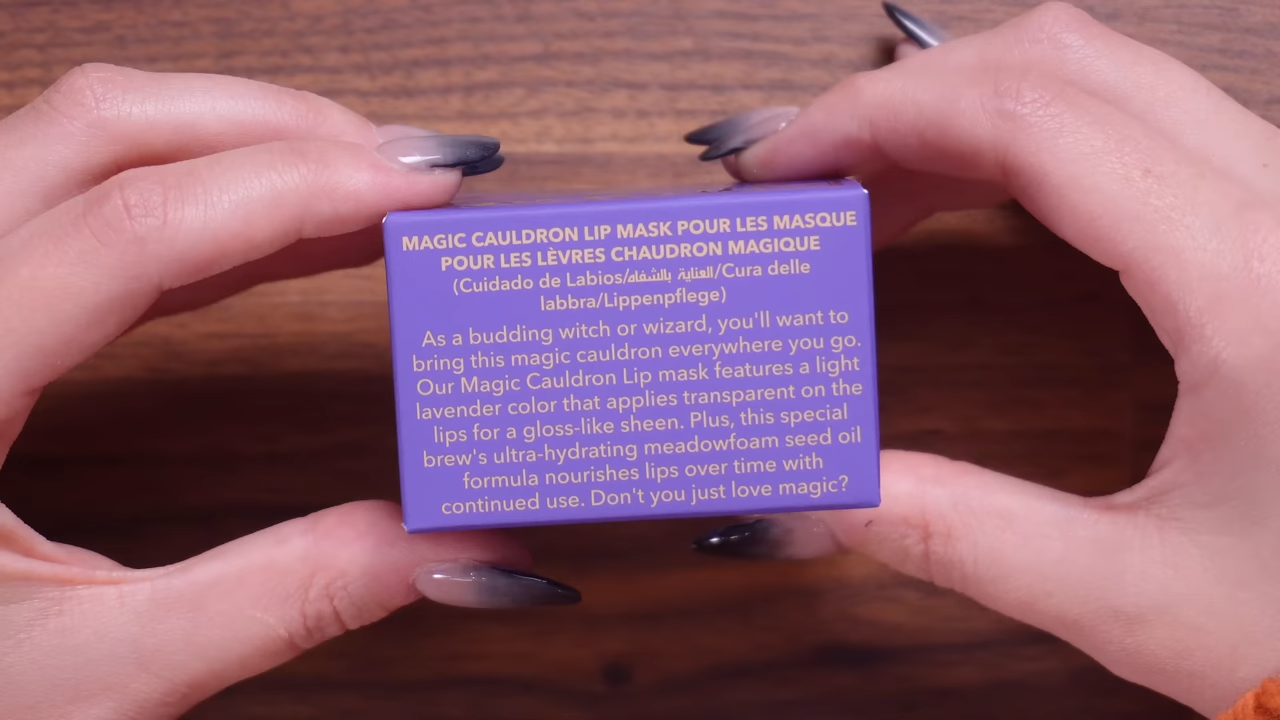 MAGIC CAULDRON LIP MASK POUR LES MASQUE
POUR LES LÈVRES CHAUDRON MAGIQUE
(Cuidado de Labios/العناية بالشفاه/Cura delle
labbra/Lippenpflege)
As a budding witch or wizard, you'll want to
bring this magic cauldron everywhere you go.
Our Magic Cauldron Lip mask features a light
lavender color that applies transparent on the
lips for a gloss-like sheen. Plus, this special
brew's ultra-hydrating meadowfoam seed oil
formula nourishes lips over time with
continued use. Don't you just love magic?